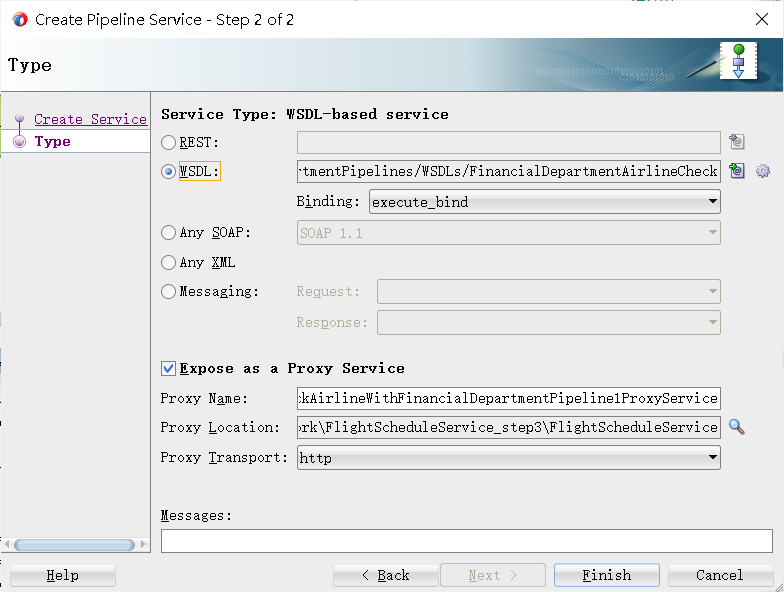 Create Pipeline Service - Step 2 of 2
Type
Create Service
Type
Service Type: WSDL-based service
REST:
WSDL: tmentPipelines/WSDLs/FinancialDepartmentAirlineCheck
Binding: execute_bind
Any SOAP: SOAP 1.1
Any XML
Messaging: Request:
Response:
Expose as a Proxy Service
Proxy Name: kAirlineWithFinancialDepartmentPipeline1ProxyService
Proxy Location: ork\FlightScheduleService_step3\FlightScheduleService
Proxy Transport: http
Messages:
Help < Back Next > Finish Cancel